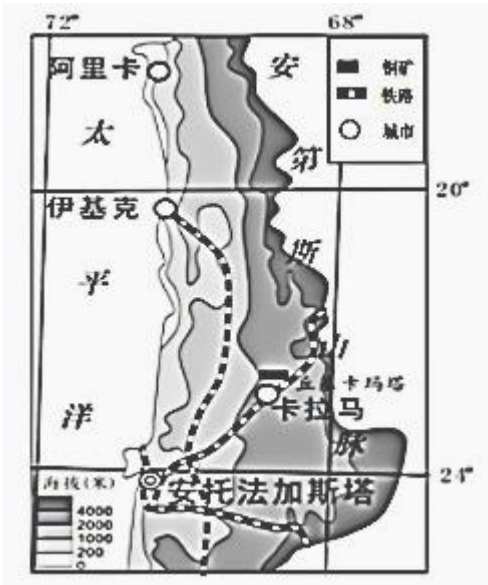 72°
68°
阿里卡
安
铜矿
铁路
城市
太
第
20°
伊基克
斯
平
山
丘基卡玛塔
卡拉马
洋
脉
24°
海拔(米)
安托法加斯塔
4000
2000
1000
200
0